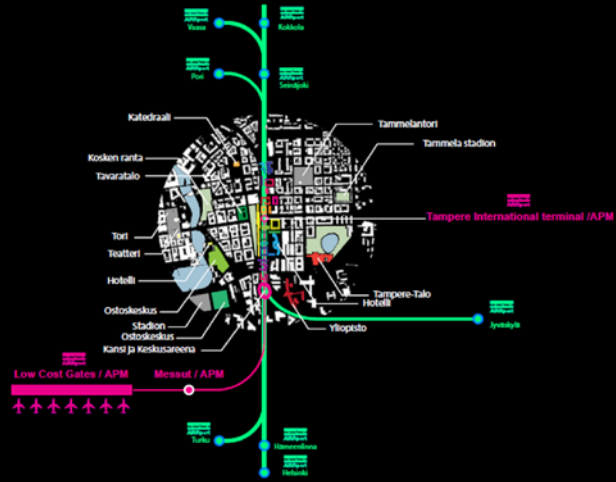 Vaasa
Kokkola
Pori
Seinäjoki
Katedraali
Tammelantori
Kosken ranta
Tammela stadion
Tavaratalo
Tampere International terminal /APM
Tori
Teatteri
Hotelli
Tampere-Talo
Ostoskeskus
Hotelli
Stadion
Ostoskeskus
Yliopisto
Kansi ja Keskusareena
Jyväskylä
Low Cost Gates / APM
Messut / APM
Turku
Hämeenlinna
Helsinki